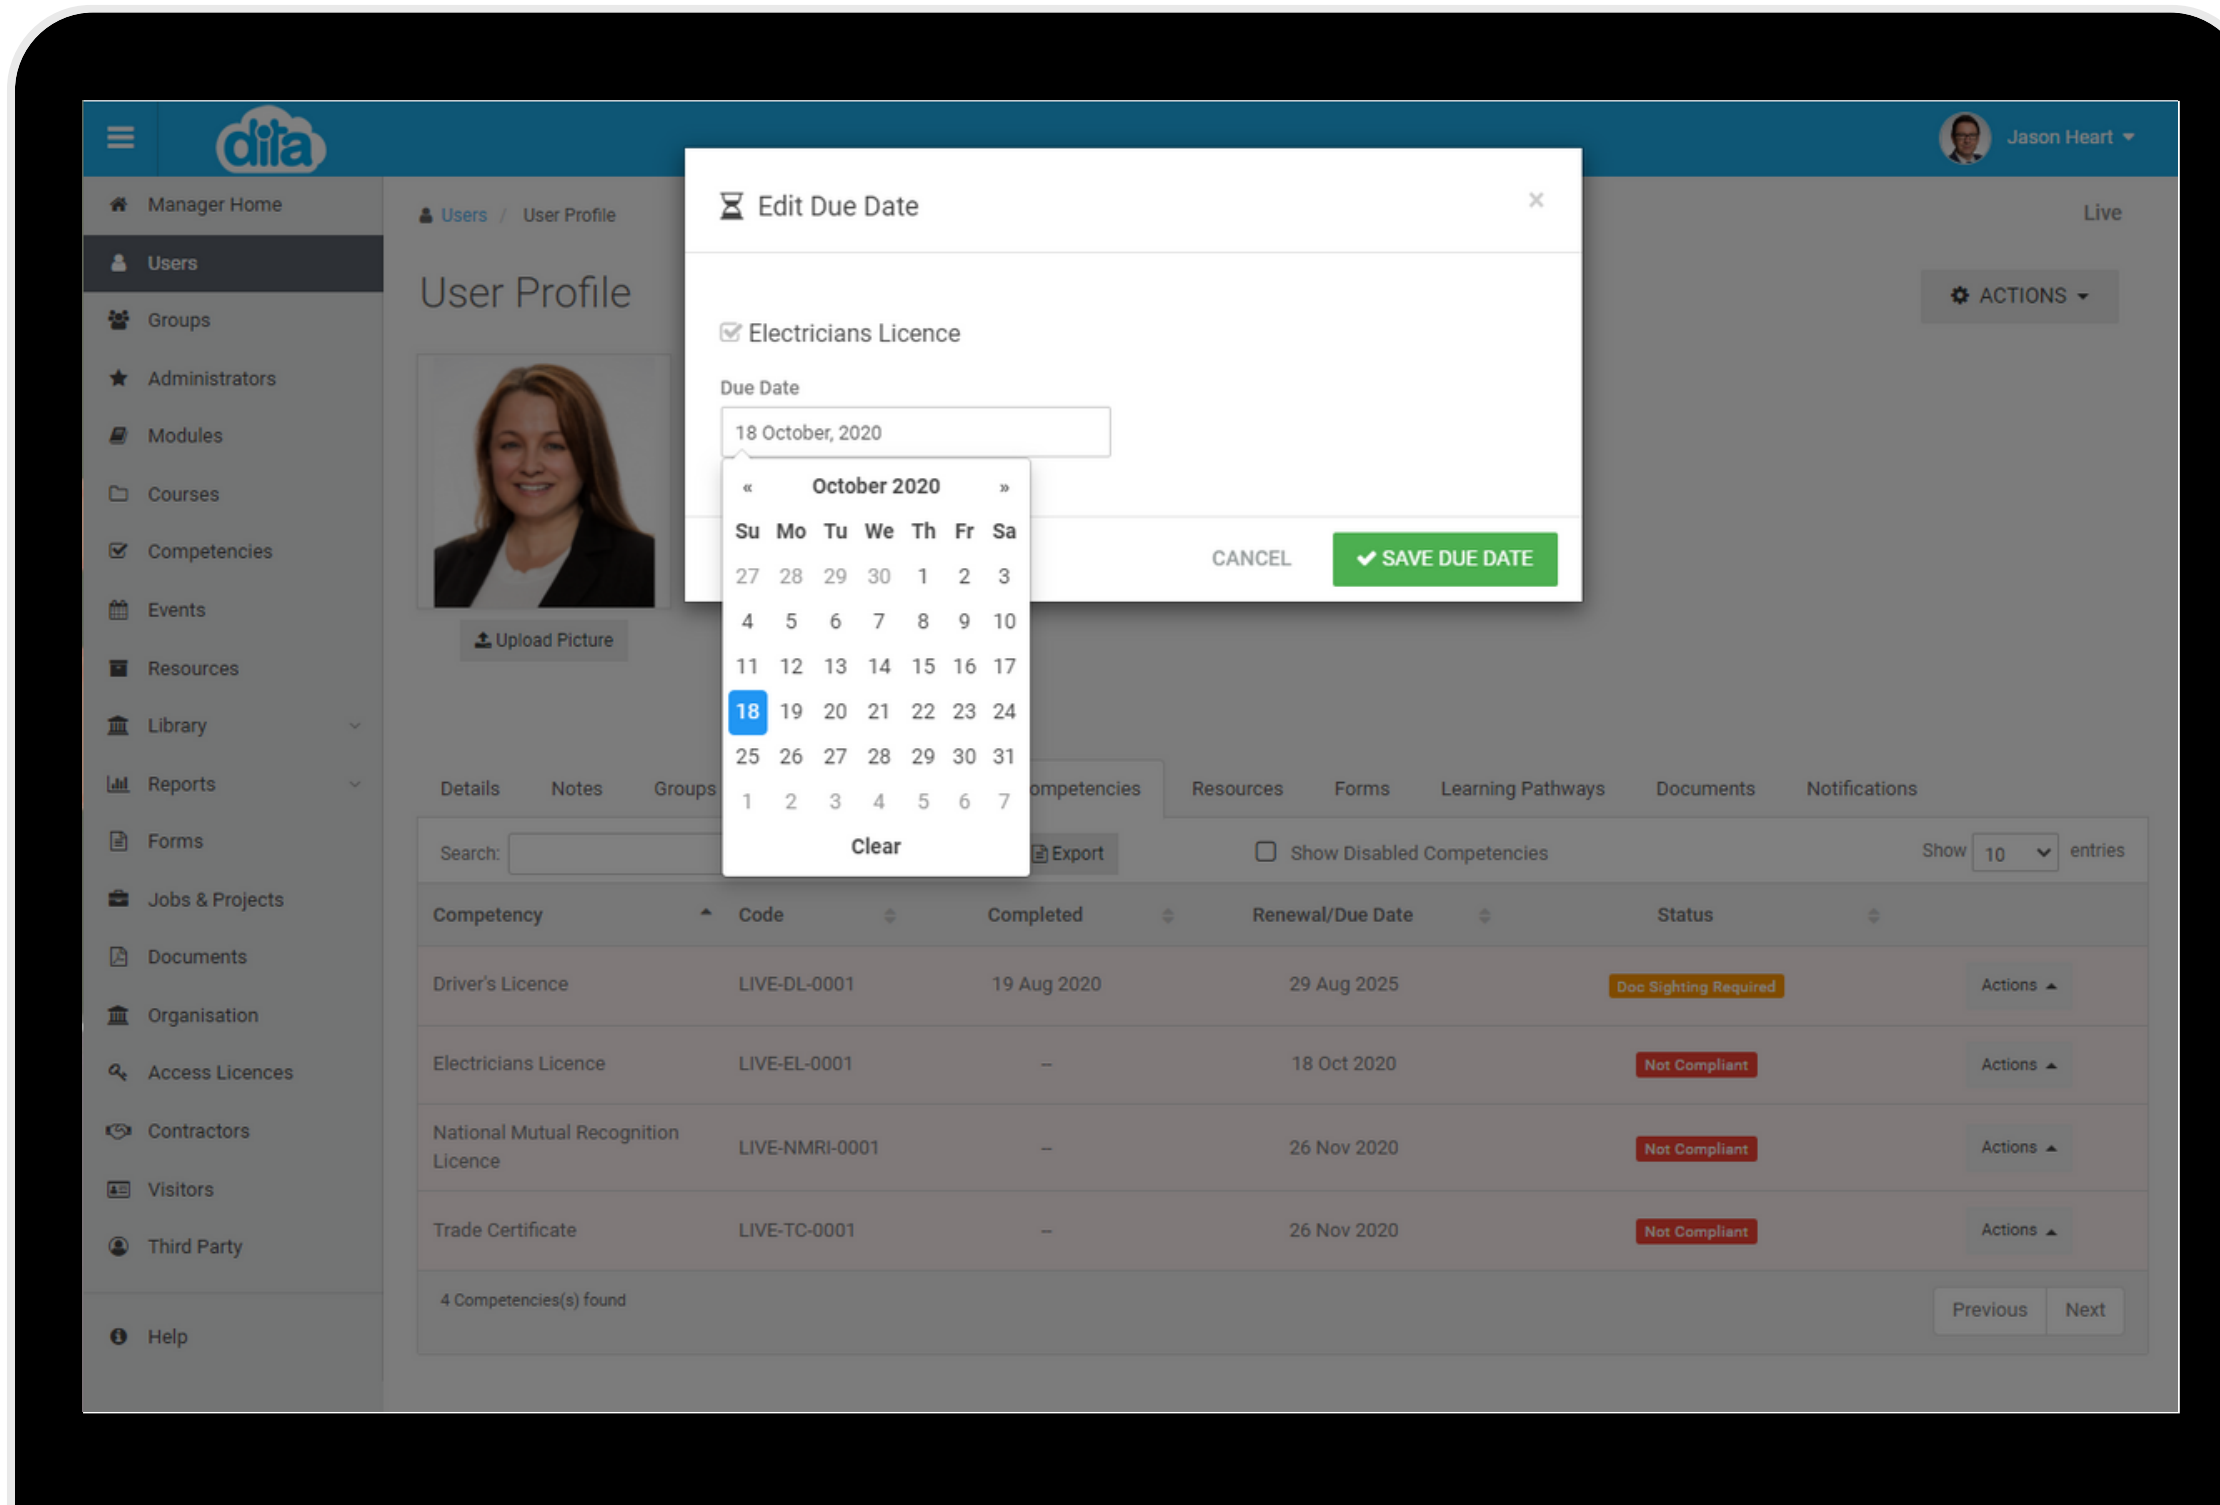 dita
Jason Heart
Manager Home
Users
Groups
Administrators
Modules
Courses
Competencies
Events
Resources
Library
Reports
Forms
Jobs & Projects
Documents
Organisation
Access Licences
Contractors
Visitors
Third Party
Help
Users / User Profile
Live
User Profile
ACTIONS
Upload Picture
Edit Due Date
×
Electricians Licence
Due Date
18 October, 2020
« October 2020 »
Su Mo Tu We Th Fr Sa
27 28 29 30 1 2 3
4 5 6 7 8 9 10
11 12 13 14 15 16 17
18 19 20 21 22 23 24
25 26 27 28 29 30 31
1 2 3 4 5 6 7
Clear
CANCEL
SAVE DUE DATE
Details Notes Groups ompetencies Resources Forms Learning Pathways Documents Notifications
Search: Export Show Disabled Competencies Show 10 entries
Competency Code Completed Renewal/Due Date Status
Driver's Licence LIVE-DL-0001 19 Aug 2020 29 Aug 2025 Doc Sighting Required Actions
Electricians Licence LIVE-EL-0001 – 18 Oct 2020 Not Compliant Actions
National Mutual Recognition
Licence LIVE-NMRI-0001 – 26 Nov 2020 Not Compliant Actions
Trade Certificate LIVE-TC-0001 – 26 Nov 2020 Not Compliant Actions
4 Competencies(s) found
Previous Next